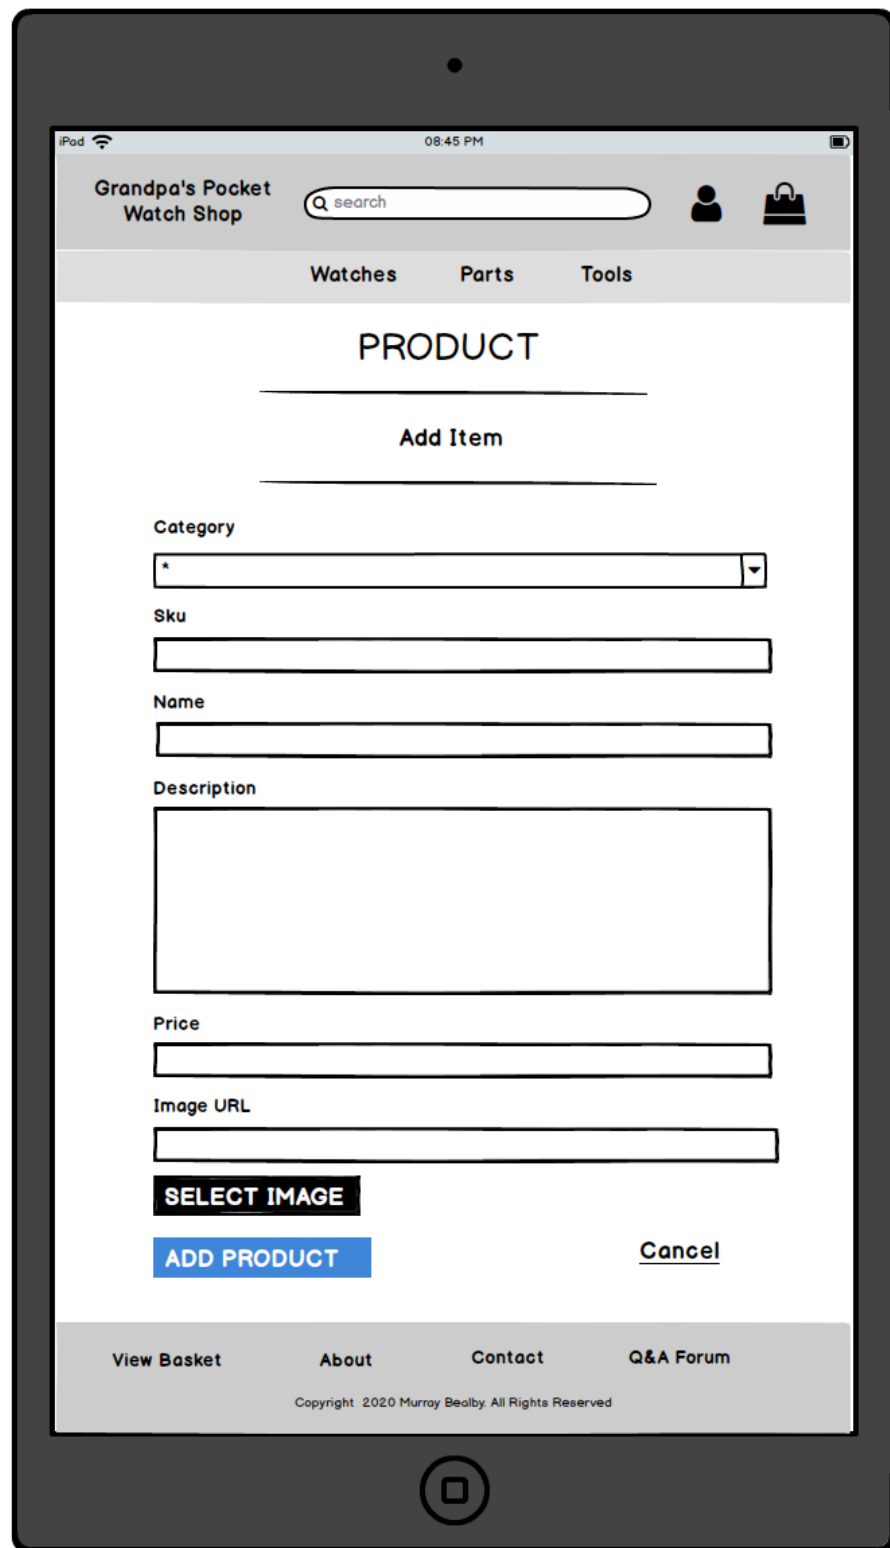 iPad
08:45 PM
Grandpa's Pocket
Watch Shop
search
Watches Parts Tools
PRODUCT
Add Item
Category
*
Sku
Name
Description
Price
Image URL
SELECT IMAGE
ADD PRODUCT
Cancel
View Basket About Contact Q&A Forum
Copyright 2020 Murray Bealby. All Rights Reserved